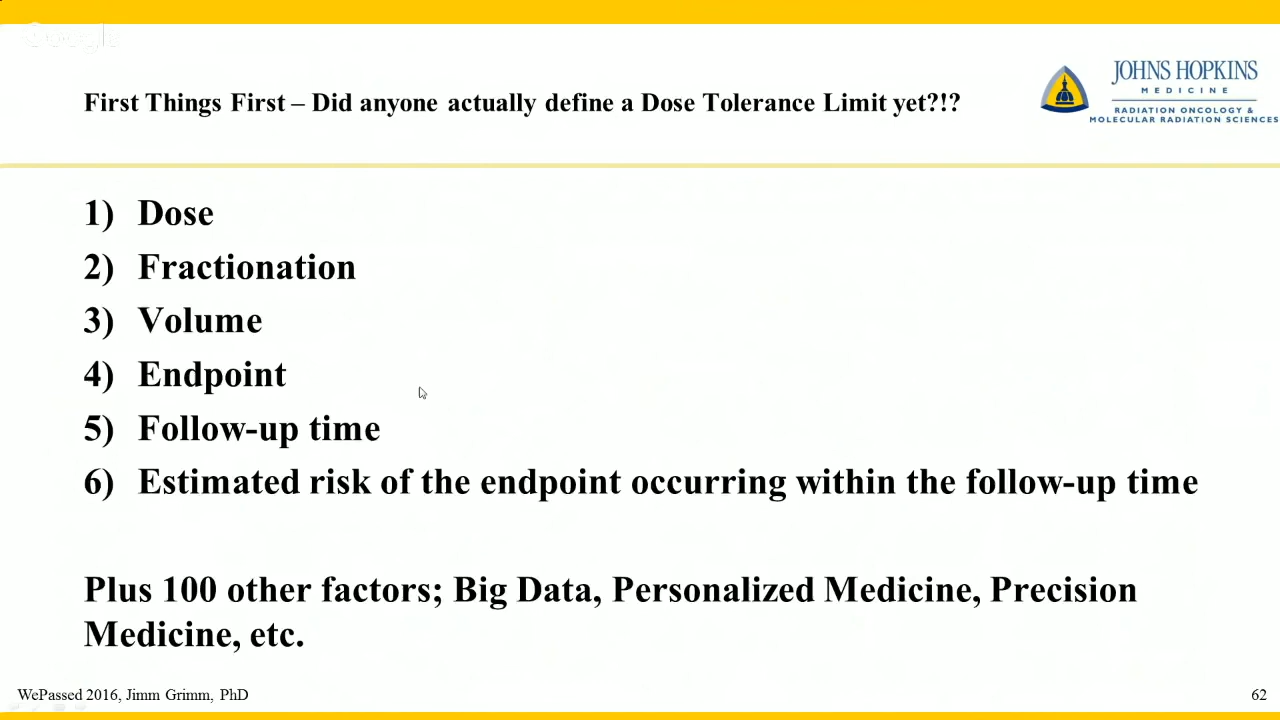 Google
First Things First – Did anyone actually define a Dose Tolerance Limit yet?!?
JOHNS HOPKINS
MEDICINE
RADIATION ONCOLOGY &
MOLECULAR RADIATION SCIENCES
1) Dose
2) Fractionation
3) Volume
4) Endpoint
5) Follow-up time
6) Estimated risk of the endpoint occurring within the follow-up time
Plus 100 other factors; Big Data, Personalized Medicine, Precision
Medicine, etc.
WePassed 2016, Jimm Grimm, PhD
62